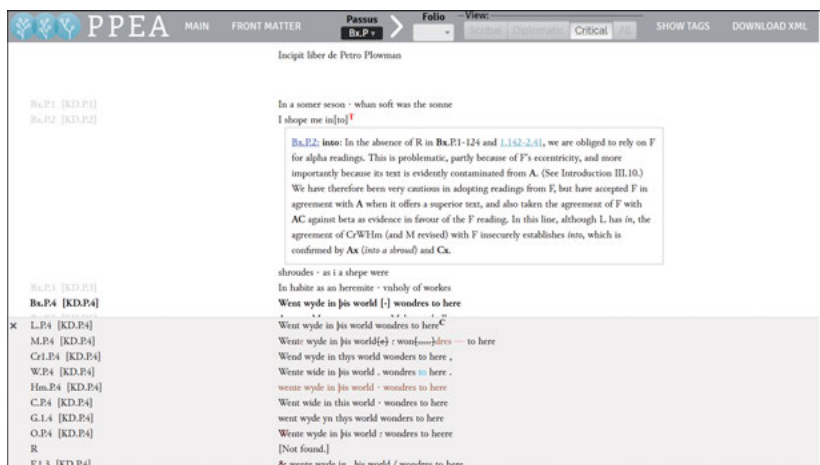 PPEA MAIN FRONT MATTER Passus Bx.P Folio View: Scribal Diplomatic Critical All SHOW TAGS DOWNLOAD XML
Incipit liber de Petro Plowman
Bx.P.1 [KD.P.1] In a somer seson · whan soft was the sonne
Bx.P.2 [KD.P.2] I shope me in[to]T
Bx.P.2: into: In the absence of R in Bx.P.1-124 and 1.142-2.41, we are obliged to rely on F
for alpha readings. This is problematic, partly because of F's eccentricity, and more
importantly because its text is evidently contaminated from A. (See Introduction III.10.)
We have therefore been very cautious in adopting readings from F, but have accepted F in
agreement with A when it offers a superior text, and also taken the agreement of F with
AC against beta as evidence in favour of the F reading. In this line, although L has in, the
agreement of CrWHm (and M revised) with F insecurely establishes into, which is
confirmed by Ax (into a shroud) and Cx.
shroudes · as i a shepe were
Bx.P.3 [KD.P.3] In habite as an heremite · vnholy of workes
Bx.P.4 [KD.P.4] Went wyde in þis world [·] wondres to here
× L.P.4 [KD.P.4] Went wyde in þis world wondres to hereC
M.P.4 [KD.P.4] Wente wyde in þis world{e} : won{......}dres — to here
Cr1.P.4 [KD.P.4] Wend wyde in thys world wonders to here ,
W.P.4 [KD.P.4] Wente wide in þis world . wondres to here .
Hm.P.4 [KD.P.4] wente wyde in þis world · wondres to here
C.P.4 [KD.P.4] Went wide in this world · wondres to here
G.1.4 [KD.P.4] went wyde yn thys world wonders to here
O.P.4 [KD.P.4] Wente wyde in þis world : wondres to heere
R [Not found.]
F.1.3 [KD.P.4] & wente wyde in þis world / wondres to here